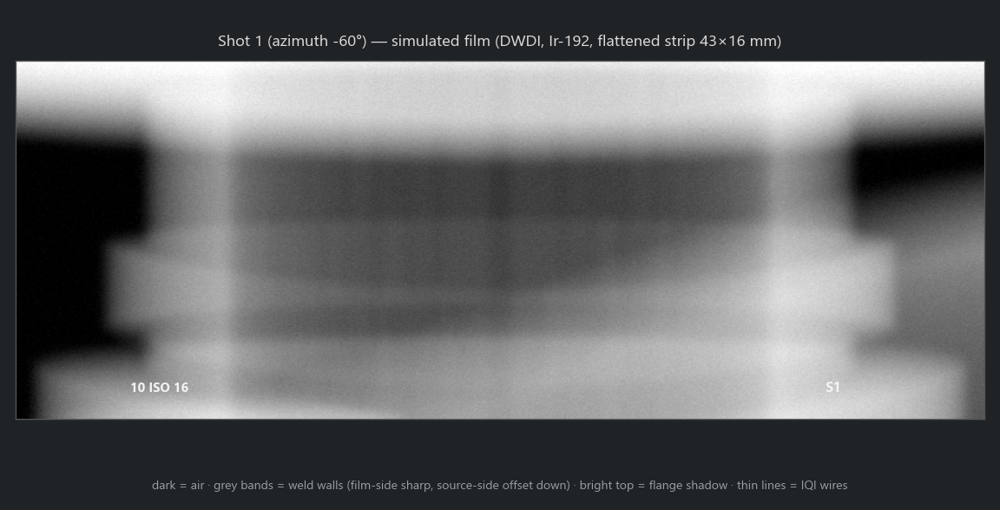 Shot 1 (azimuth -60°) — simulated film (DWDI, Ir-192, flattened strip 43×16 mm)
10 ISO 16
S1
dark = air · grey bands = weld walls (film-side sharp, source-side offset down) · bright top = flange shadow · thin lines = IQI wires